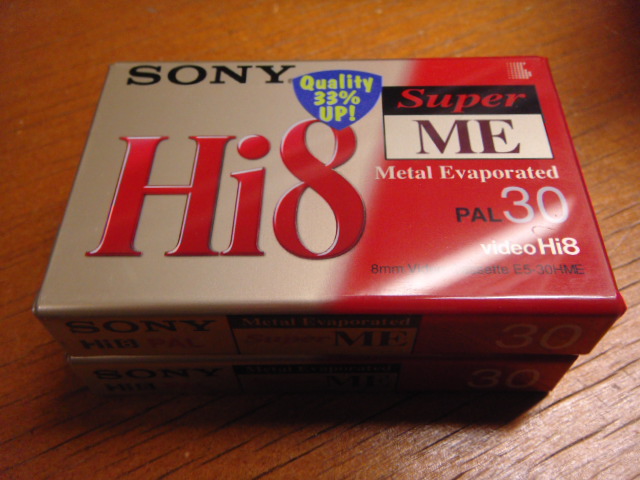 SONY
Quality
33%
UP!
Super
ME
Metal Evaporated
Hi8
PAL 30
video Hi8
8mm Video Cassette E5-30HME
SONY
Hi8 PAL
Metal Evaporated
Super ME
30
SONY
Hi8
Metal Evaporated
ME
30